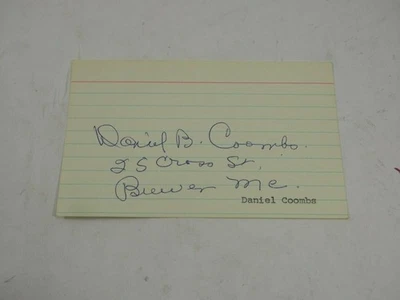 Daniel B. Coombs.
25 Cross St,
Brewer Me.
Daniel Coombs